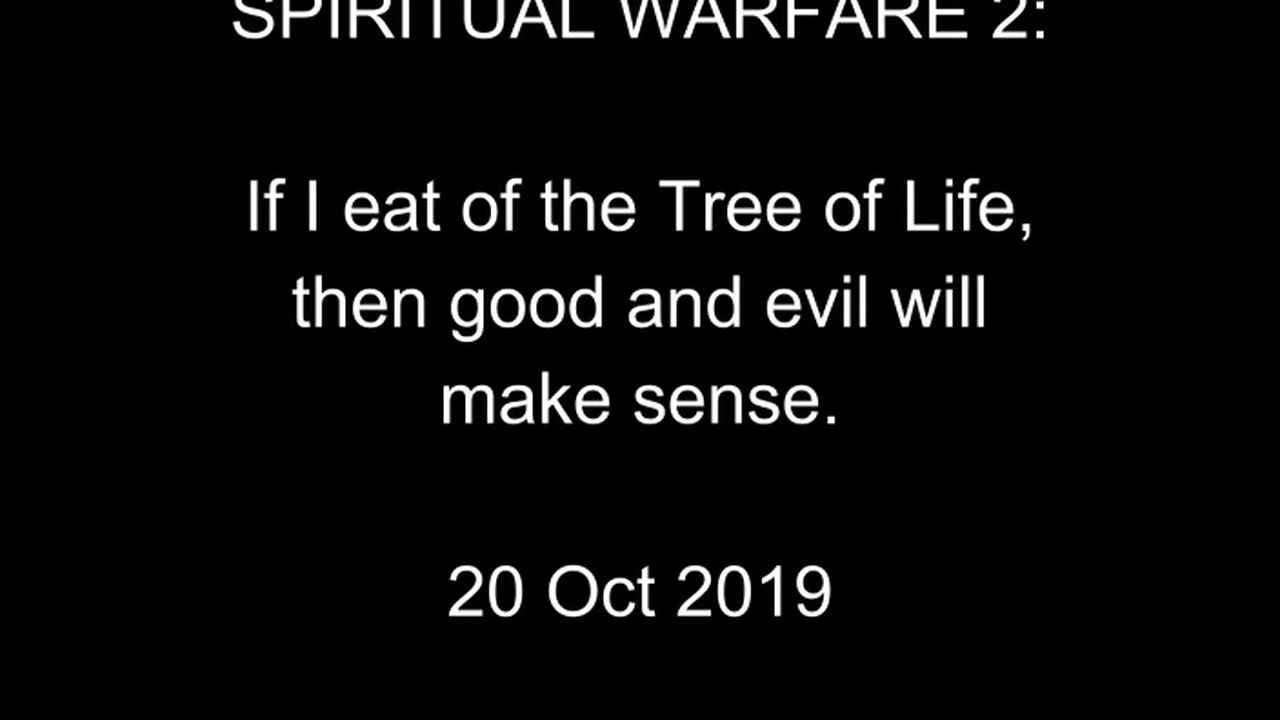 SPIRITUAL WARFARE 2:
If I eat of the Tree of Life,
then good and evil will
make sense.
20 Oct 2019